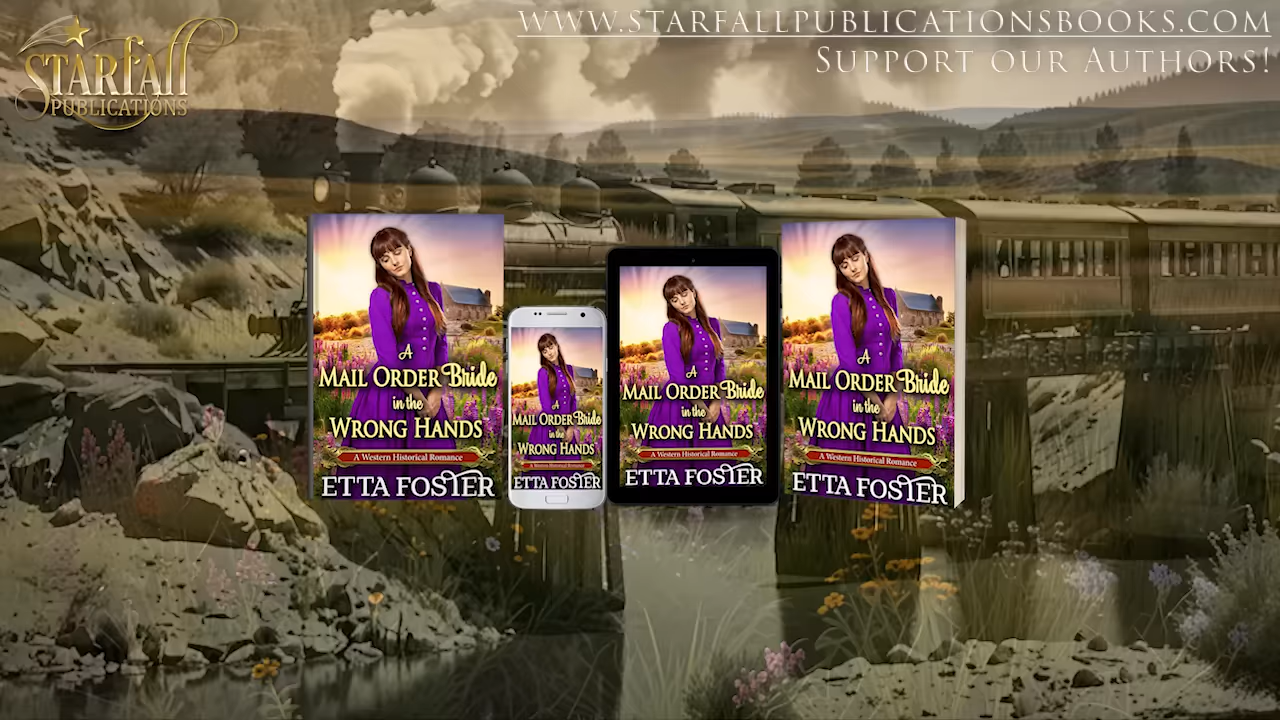 STARfall
PUBLICATIONS
WWW.STARFALLPUBLICATIONSBOOKS.COM
SUPPORT OUR AUTHORS!
A
MAIL ORDER Bride
in the
WRONG HANDS
A Western Historical Romance
ETTA FOSTER
A
MAIL ORDER Bride
in the
WRONG HANDS
A Western Historical Romance
ETTA FOSTER
A
MAIL ORDER Bride
in the
WRONG HANDS
A Western Historical Romance
ETTA FOSTER
A
MAIL ORDER Bride
in the
WRONG HANDS
A Western Historical Romance
ETTA FOSTER